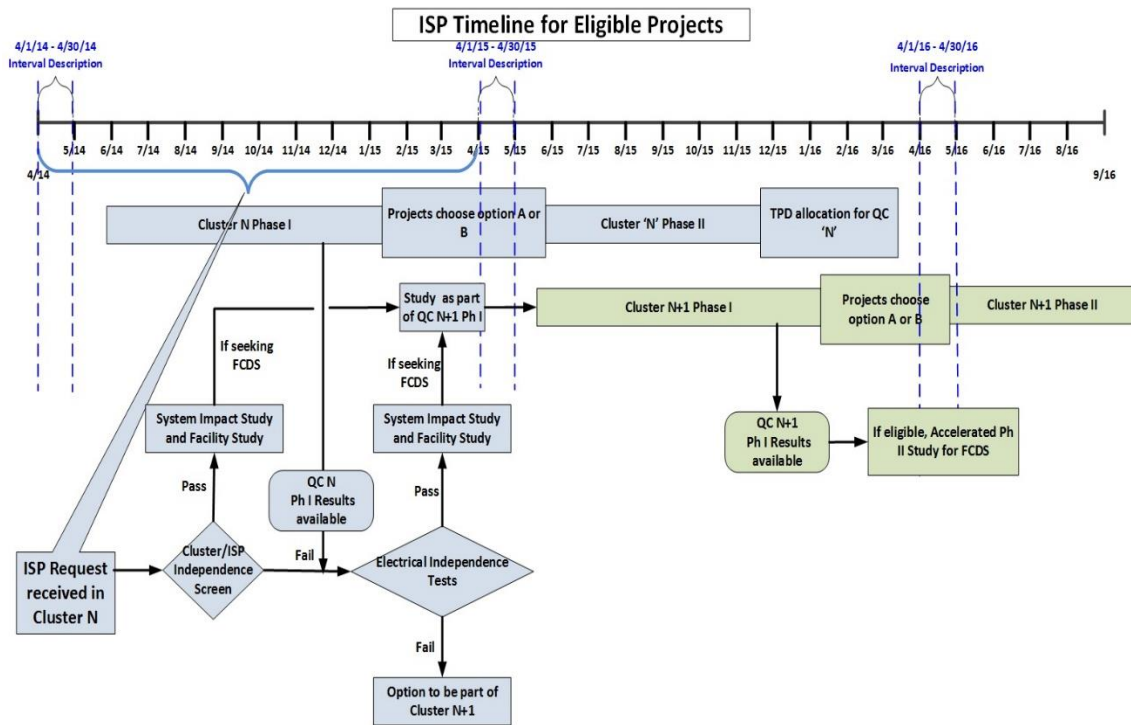 ISP Timeline for Eligible Projects
4/1/14 - 4/30/14
Interval Description
4/1/15 - 4/30/15
Interval Description
4/1/16 - 4/30/16
Interval Description
5/14 6/14 7/14 8/14 9/14 10/14 11/14 12/14 1/15 2/15 3/15 4/15 5/15 6/15 7/15 8/15 9/15 10/15 11/15 12/15 1/16 2/16 3/16 4/16 5/16 6/16 7/16 8/16
4/14
9/16
Cluster N Phase I
Projects choose option A or
B
Cluster ‘N’ Phase II
TPD allocation for QC
‘N’
Study as part
of QC N+1 Ph I
Cluster N+1 Phase I
Projects choose
option A or B
Cluster N+1 Phase II
If seeking
FCDS
If seeking
FCDS
System Impact Study
and Facility Study
System Impact Study
and Facility Study
QC N+1
Ph I Results
available
If eligible, Accelerated Ph
II Study for FCDS
Pass
QC N
Ph I Results
available
Pass
ISP Request
received in
Cluster N
Cluster/ISP
Independence
Screen
Fail
Electrical Independence
Tests
Fail
Option to be part of
Cluster N+1